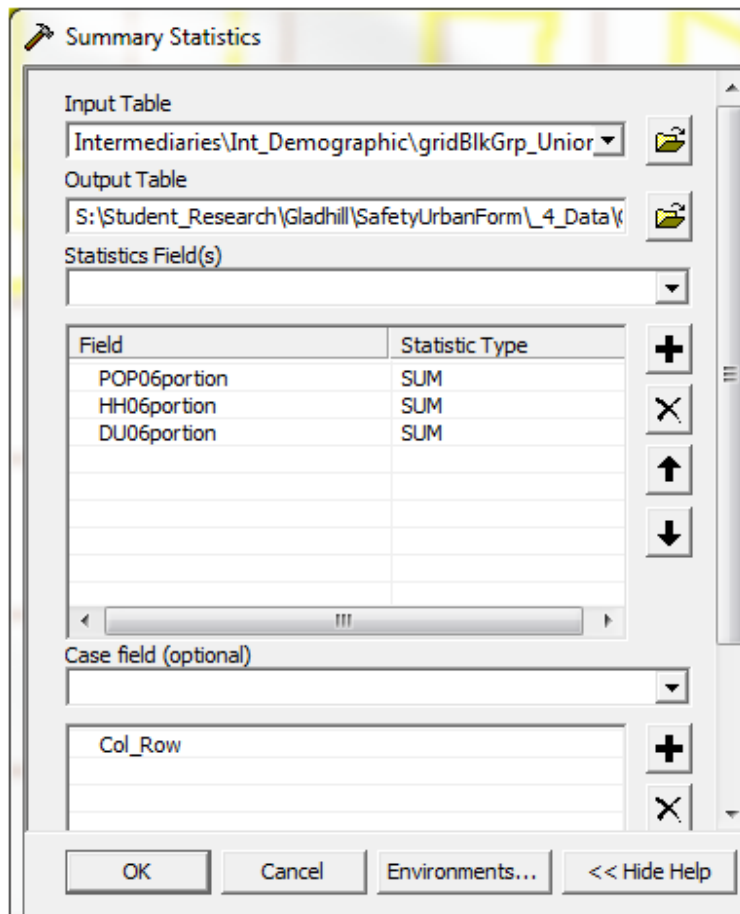 Summary Statistics
Input Table
Intermediaries\Int_Demographic\gridBlkGrp_Union
Output Table
S:\Student_Research\Gladhill\SafetyUrbanForm\_4_Data\
Statistics Field(s)
Field Statistic Type
POP06portion SUM
HH06portion SUM
DU06portion SUM
Case field (optional)
Col_Row
OK Cancel Environments... << Hide Help